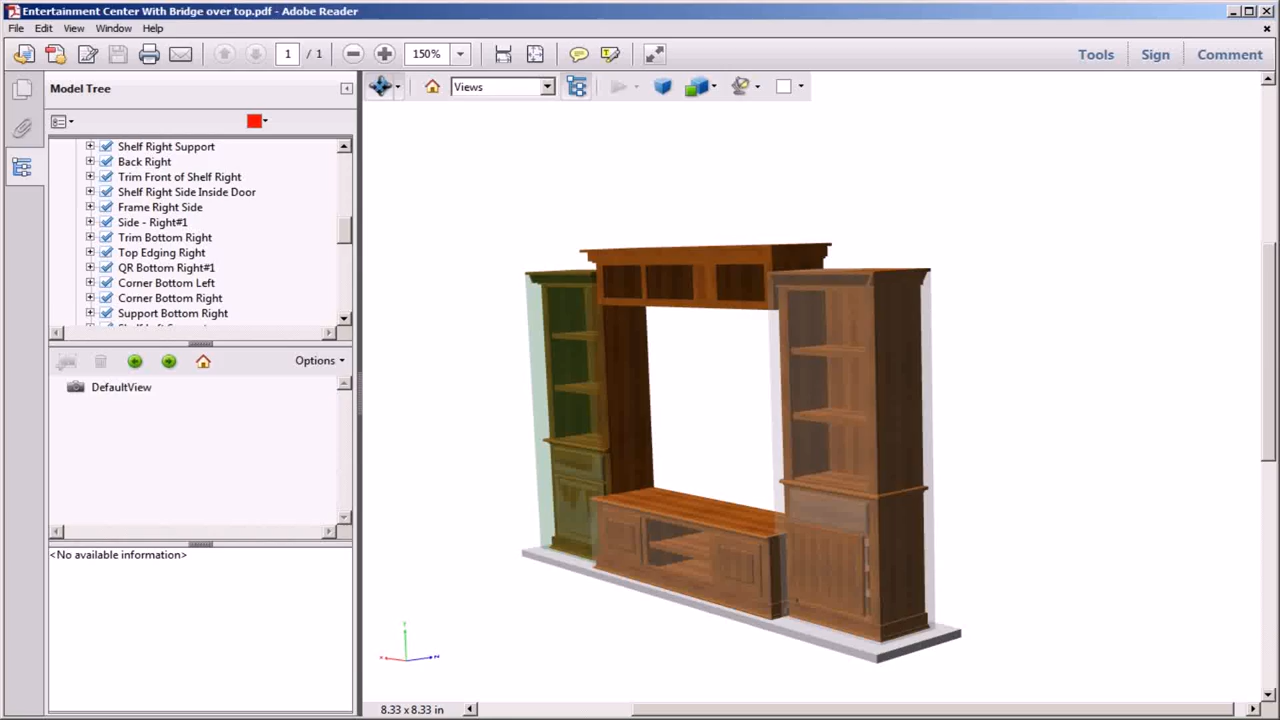 Entertainment Center With Bridge over top.pdf - Adobe Reader
File Edit View Window Help
1 / 1 150% Tools Sign Comment
Model Tree
Views
Shelf Right Support
Back Right
Trim Front of Shelf Right
Shelf Right Side Inside Door
Frame Right Side
Side - Right#1
Trim Bottom Right
Top Edging Right
QR Bottom Right#1
Corner Bottom Left
Corner Bottom Right
Support Bottom Right
Options
DefaultView
<No available information>
8.33 x 8.33 in